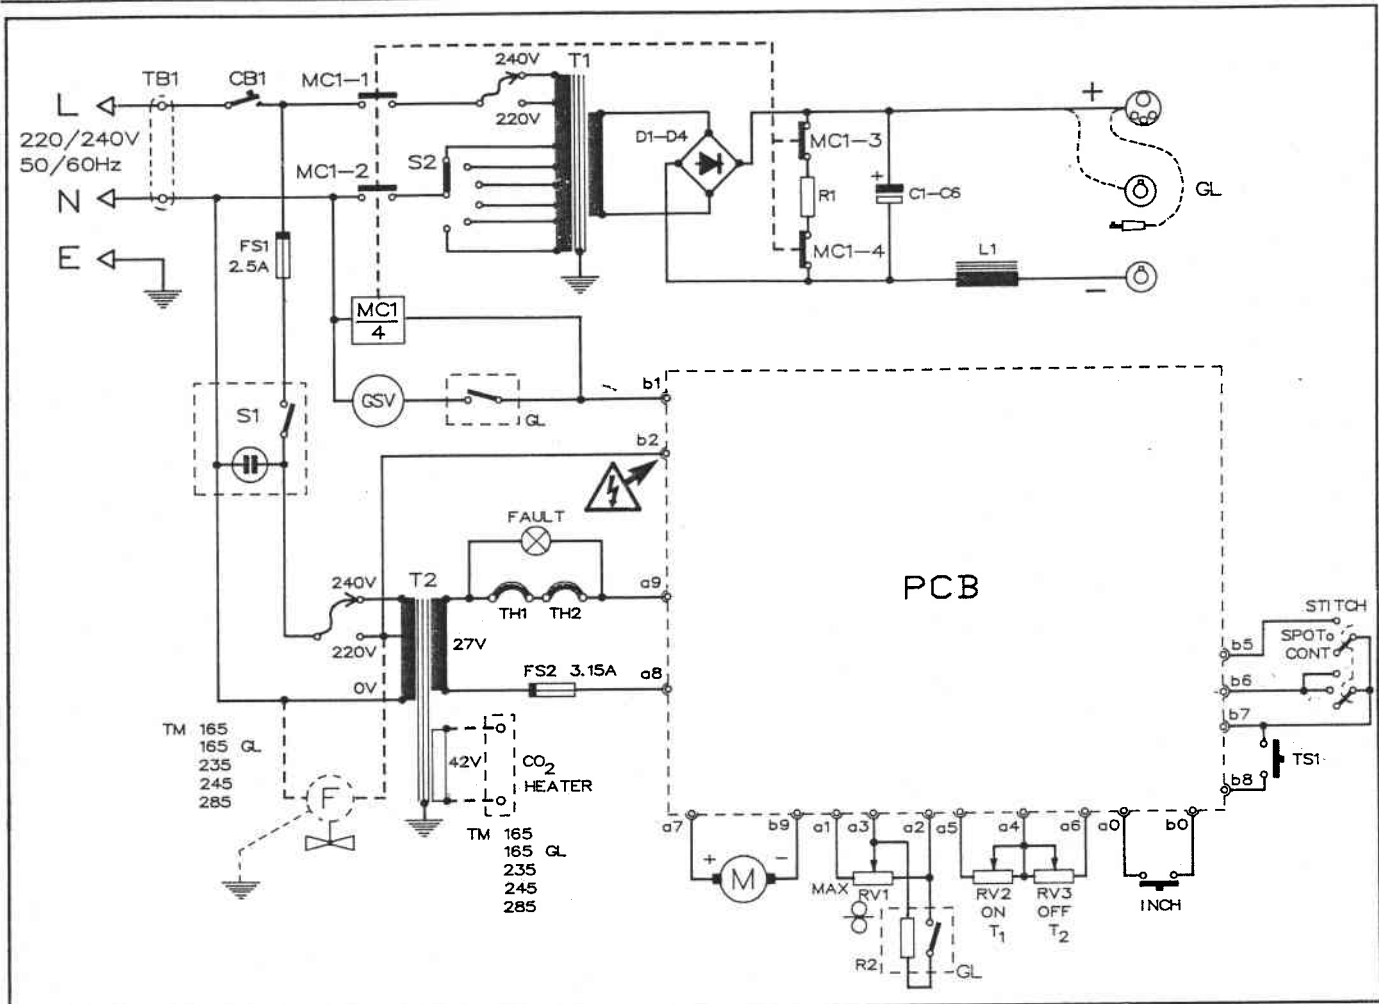 TB1
CB1
MC1-1
240V
T1
L
220/240V
50/60Hz
220V
D1-D4
+
MC1-3
MC1-2
S2
R1
+
C1-C6
GL
N
E
FS1
2.5A
MC1-4
L1
−
MC1
4
S1
GSV
GL
b1
b2
FAULT
240V
T2
TH1
TH2
a9
PCB
220V
27V
0V
FS2 3.15A
a8
STITCH
SPOT
CONT
b5
b6
b7
b8
TS1
TM 165
165 GL
235
245
285
F
42V
CO2
HEATER
TM 165
165 GL
235
245
285
a7
b9
a1
a3
a2
a5
a4
a6
a0
b0
+
M
−
MAX
RV1
RV2
ON
T1
RV3
OFF
T2
INCH
R2
GL